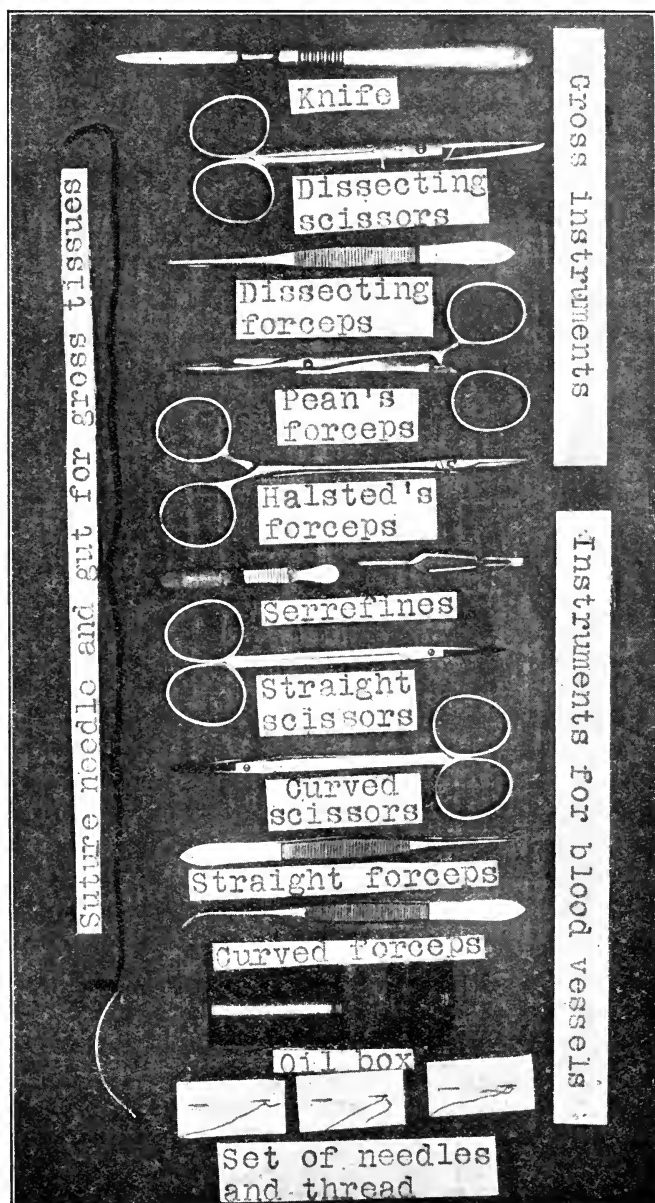 Knife
Dissecting
scissors
Dissecting
forceps
Pean's
forceps
Halsted's
forceps
Serrefines
Straight
scissors
Curved
scissors
Straight forceps
Curved forceps
Oil box
Set of needles
and thread
Suture needle and gut for gross tissues
Gross instruments
Instruments for blood vessels